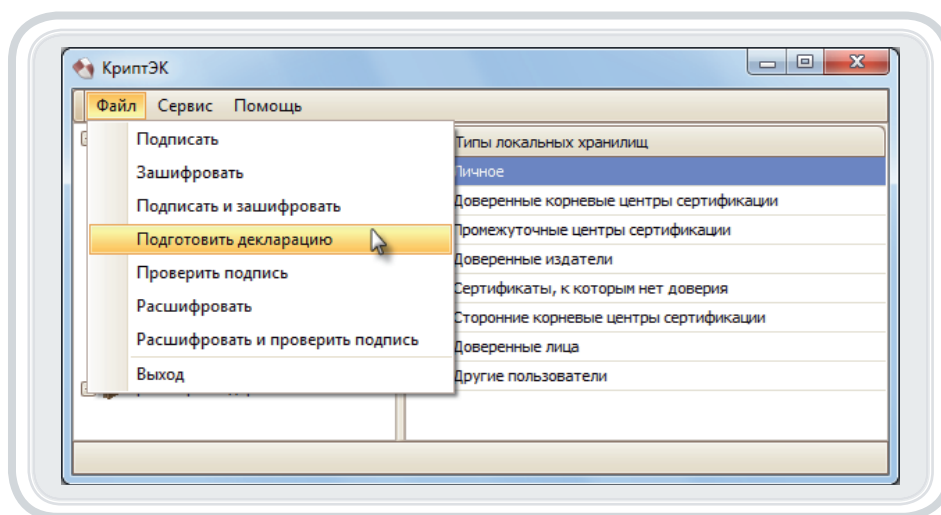 КриптЭК
Файл Сервис Помощь
Подписать
Зашифровать
Подписать и зашифровать
Подготовить декларацию
Проверить подпись
Расшифровать
Расшифровать и проверить подпись
Выход
Типы локальных хранилищ
Личное
Доверенные корневые центры сертификации
Промежуточные центры сертификации
Доверенные издатели
Сертификаты, к которым нет доверия
Сторонние корневые центры сертификации
Доверенные лица
Другие пользователи